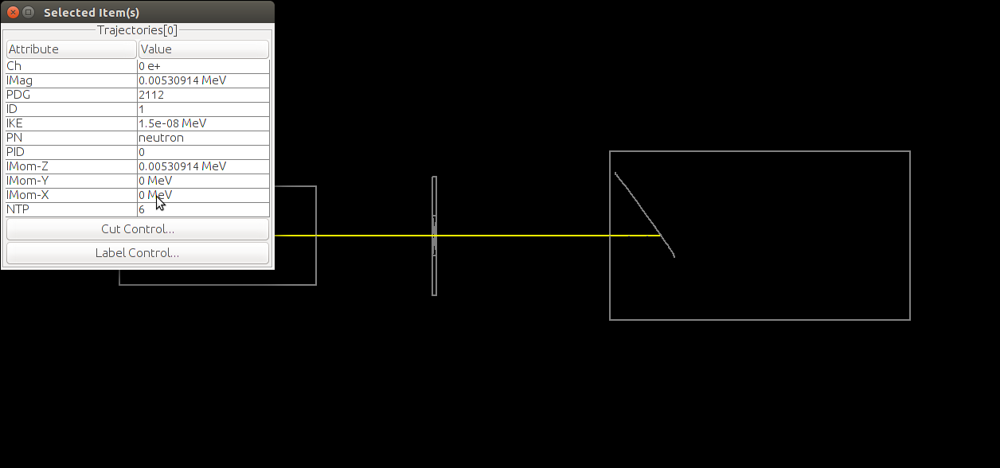 Selected Item(s)
Trajectories[0]
Attribute Value
Ch 0 e+
IMag 0.00530914 MeV
PDG 2112
ID 1
IKE 1.5e-08 MeV
PN neutron
PID 0
IMom-Z 0.00530914 MeV
IMom-Y 0 MeV
IMom-X 0 MeV
NTP 6
Cut Control...
Label Control...